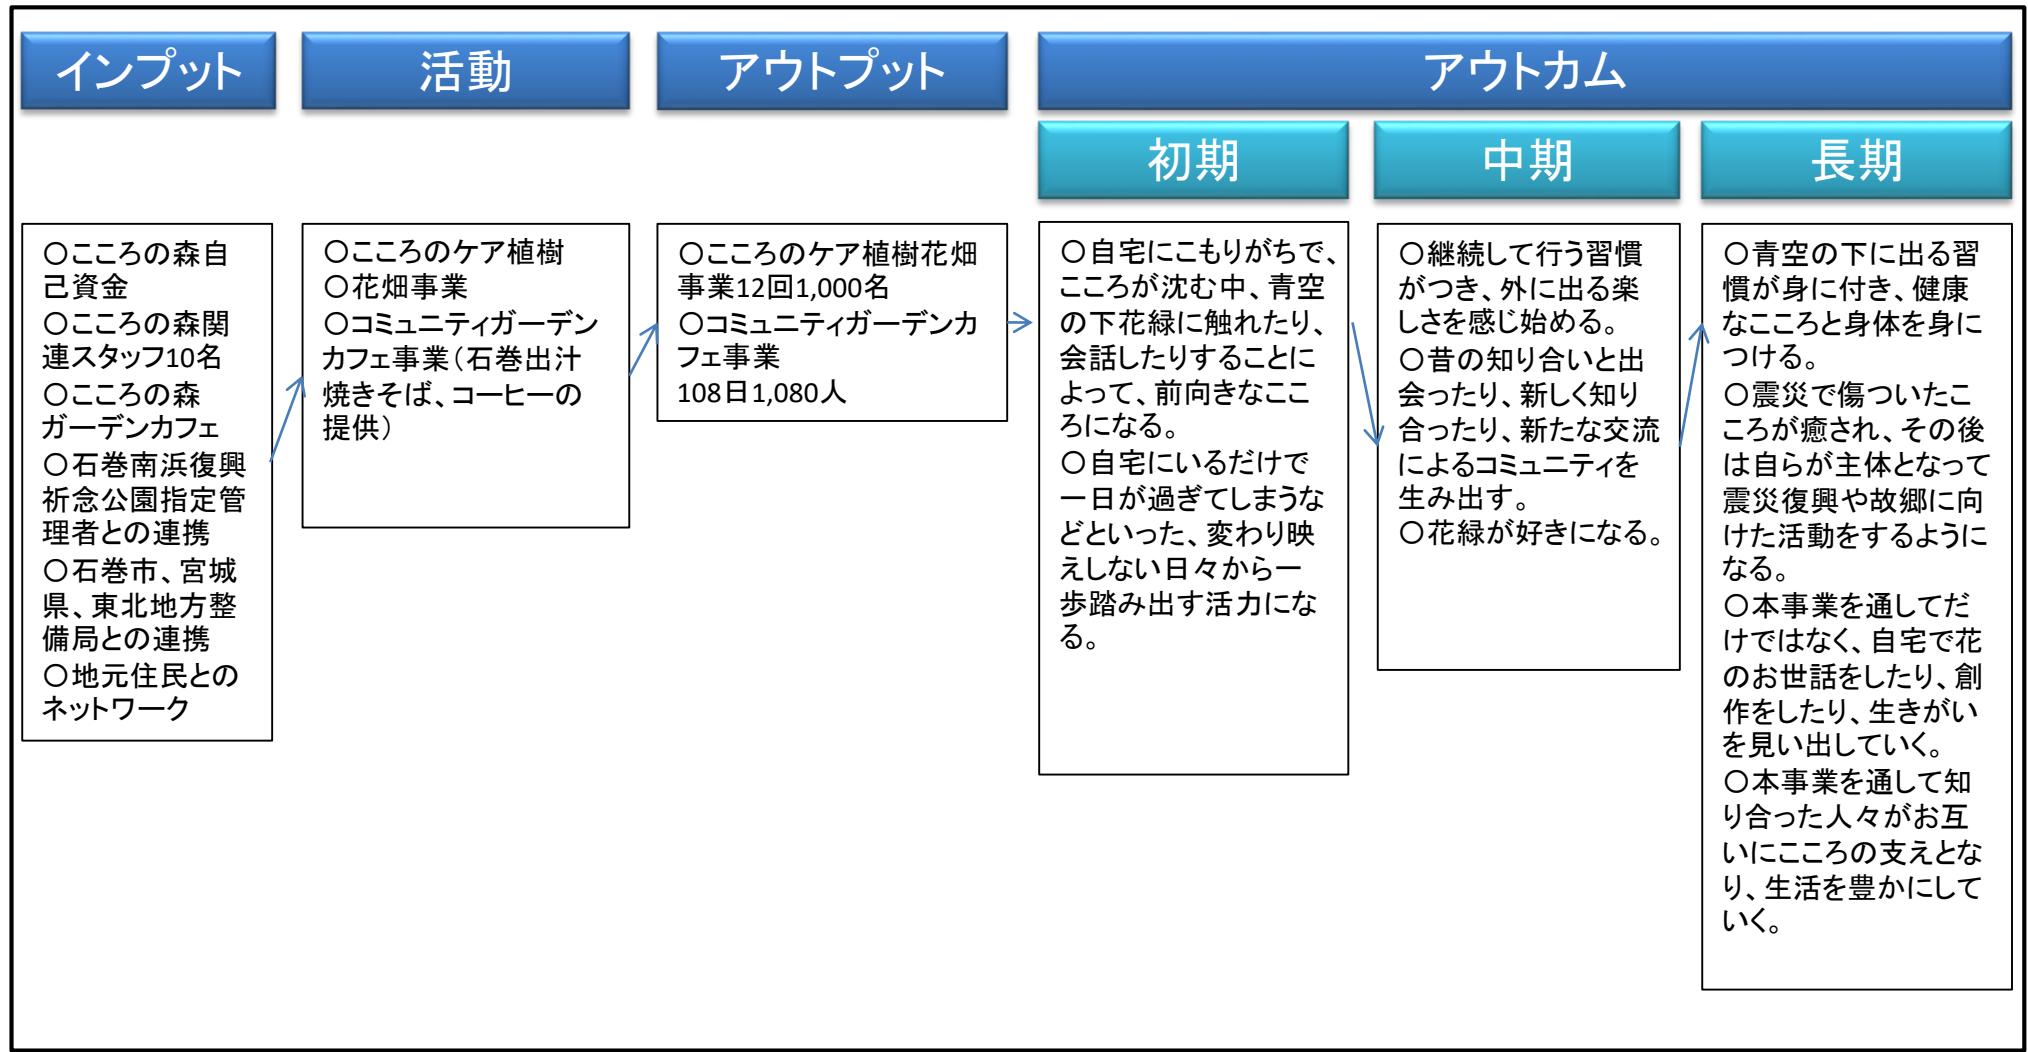 インプット
活動
アウトプット
アウトカム
初期
中期
長期
〇こころの森自
己資金
〇こころの森関
連スタッフ10名
〇こころの森
ガーデンカフェ
〇石巻南浜復興
祈念公園指定管
理者との連携
〇石巻市、宮城
県、東北地方整
備局との連携
〇地元住民との
ネットワーク
〇こころのケア植樹
〇花畑事業
〇コミュニティガーデン
カフェ事業(石巻出汁
焼きそば、コーヒーの
提供)
〇こころのケア植樹花畑
事業12回1,000名
〇コミュニティガーデンカ
フェ事業
108日1,080人
〇自宅にこもりがちで、
こころが沈む中、青空
の下花緑に触れたり、
会話したりすることに
よって、前向きなここ
ろになる。
〇自宅にいるだけで
一日が過ぎてしまうな
どといった、変わり映
えしない日々から一
歩踏み出す活力にな
る。
〇継続して行う習慣
がつき、外に出る楽
しさを感じ始める。
〇昔の知り合いと出
会ったり、新しく知り
合ったり、新たな交流
によるコミュニティを
生み出す。
〇花緑が好きになる。
〇青空の下に出る習
慣が身に付き、健康
なこころと身体を身に
つける。
〇震災で傷ついたこ
ころが癒され、その後
は自らが主体となって
震災復興や故郷に向
けた活動をするように
なる。
〇本事業を通してだ
けではなく、自宅で花
のお世話をしたり、創
作をしたり、生きがい
を見い出していく。
〇本事業を通して知
り合った人々がお互
いにこころの支えとな
り、生活を豊かにして
いく。